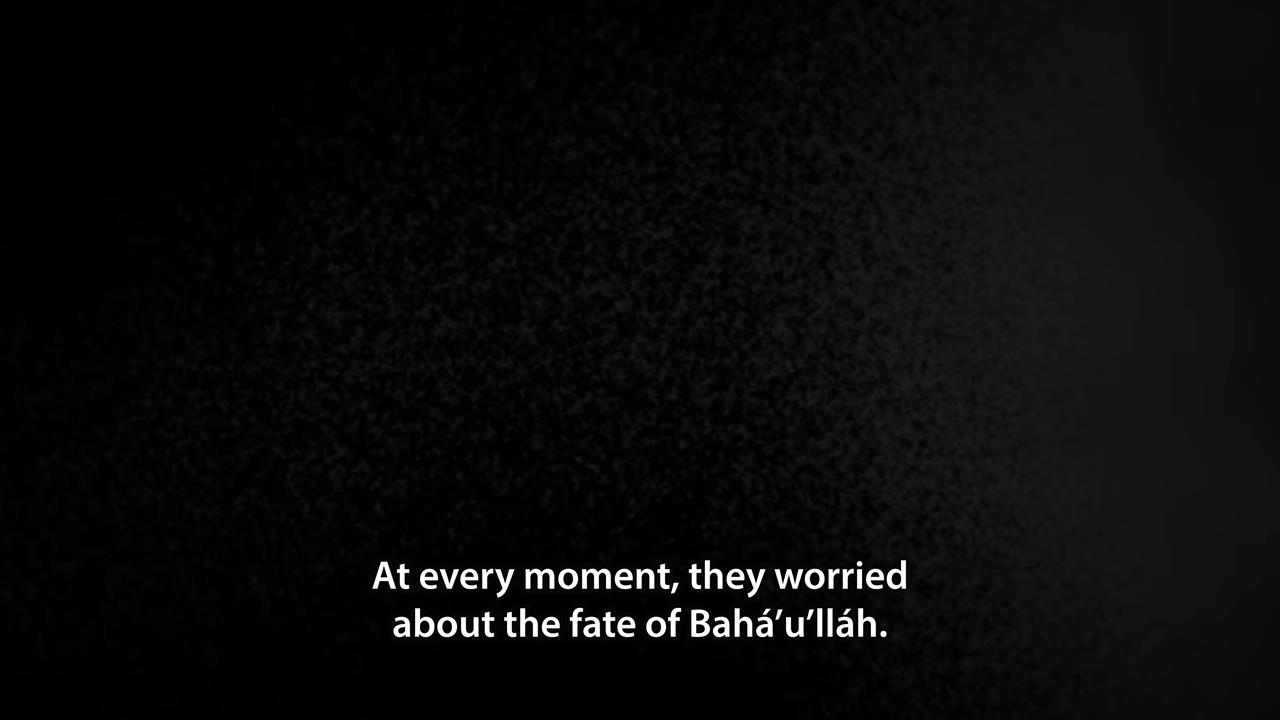 At every moment, they worried
about the fate of Bahá’u’lláh.